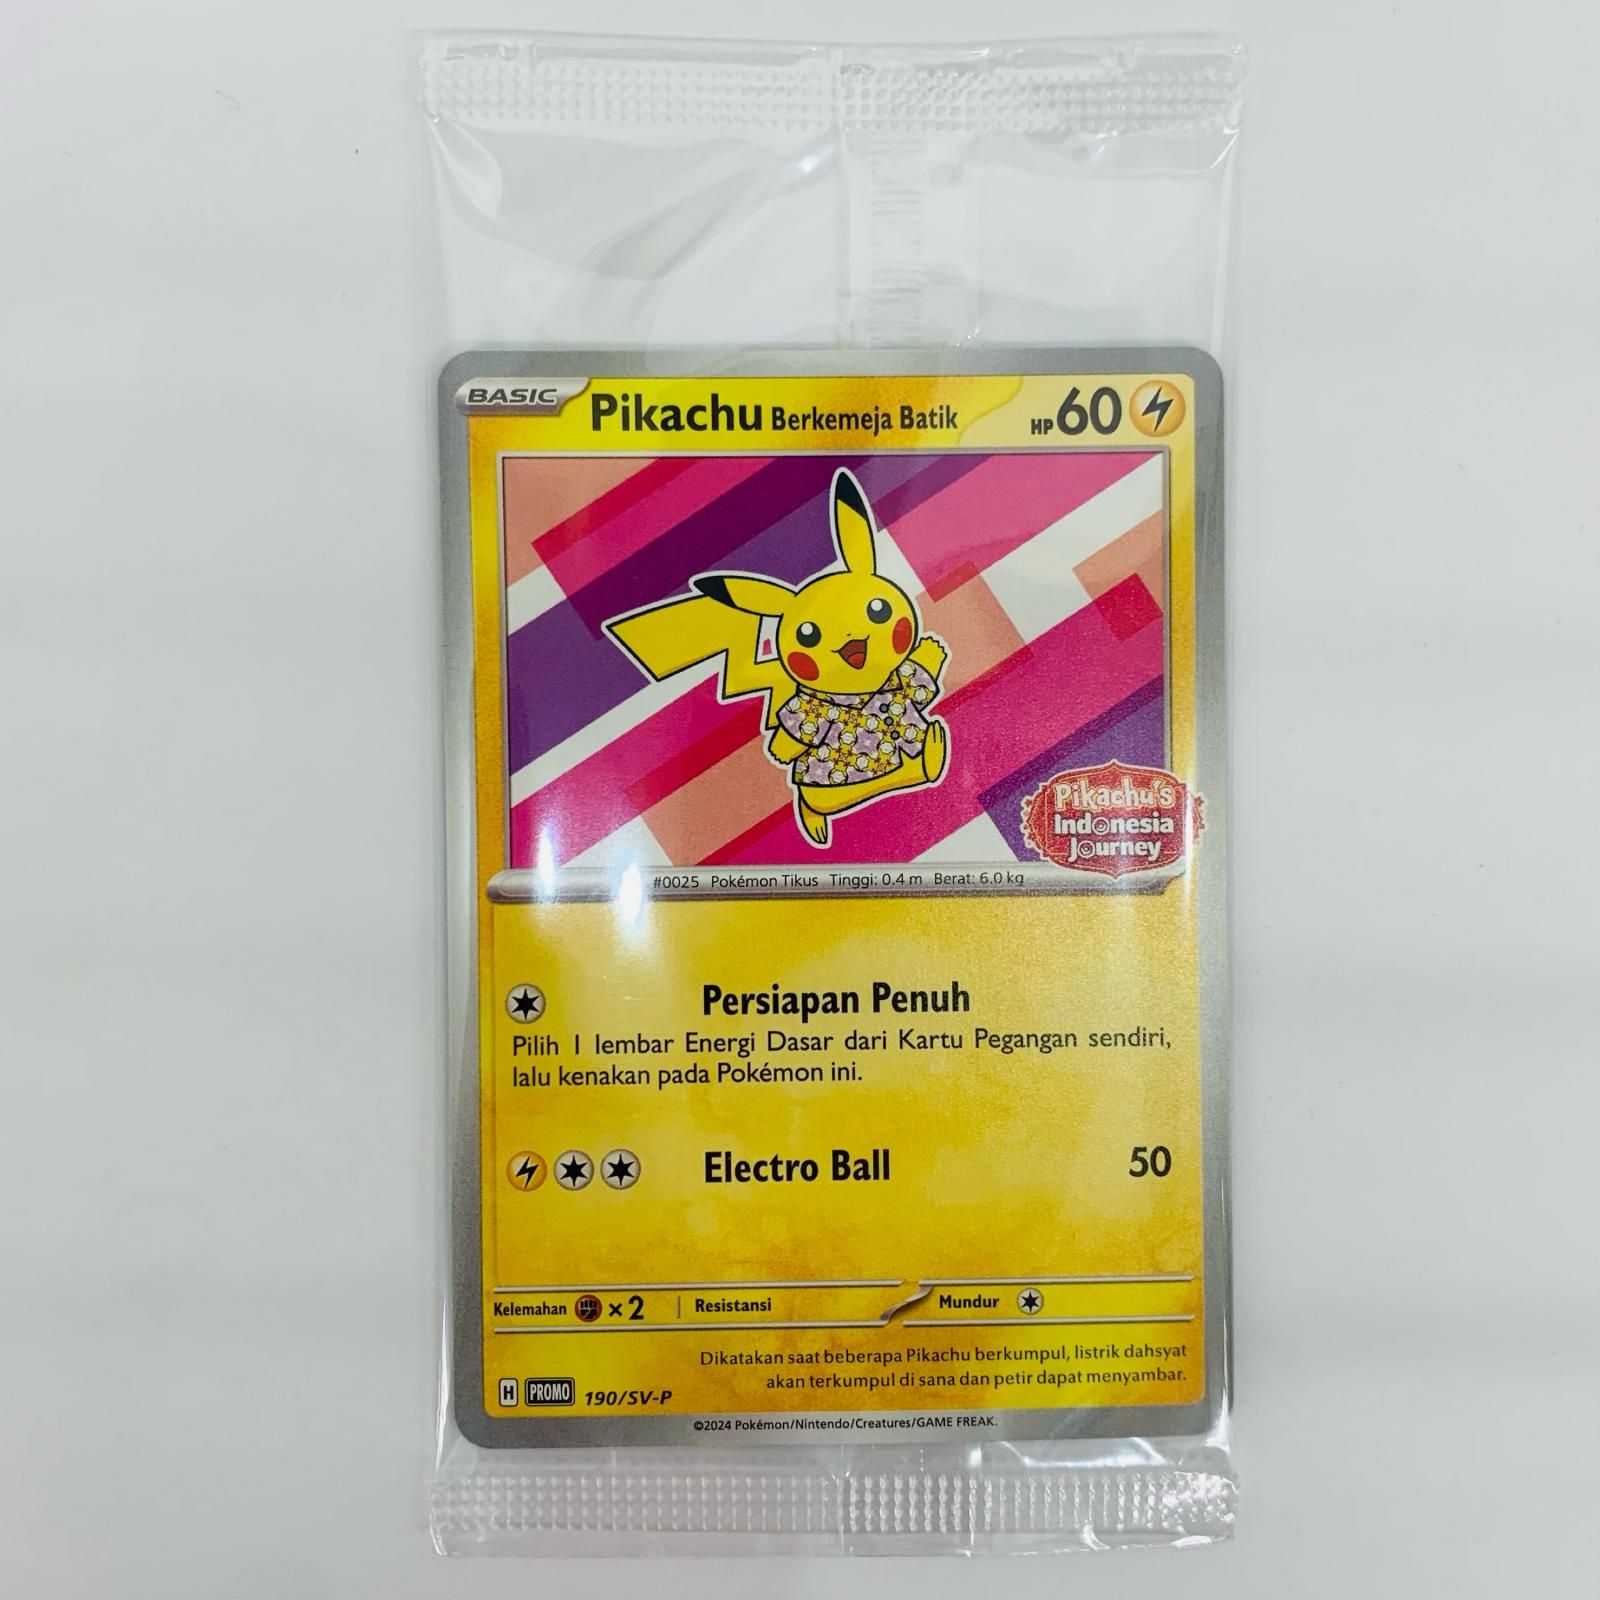 BASIC
Pikachu Berkemeja Batik HP 60
Pikachu's
Indonesia
Journey
#0025 Pokémon Tikus Tinggi: 0.4 m Berat: 6.0 kg
Persiapan Penuh
Pilih 1 lembar Energi Dasar dari Kartu Pegangan sendiri,
lalu kenakan pada Pokémon ini.
Electro Ball 50
Kelemahan ×2 Resistansi Mundur
Dikatakan saat beberapa Pikachu berkumpul, listrik dahsyat
akan terkumpul di sana dan petir dapat menyambar.
H PROMO 190/SV-P
©2024 Pokémon/Nintendo/Creatures/GAME FREAK.